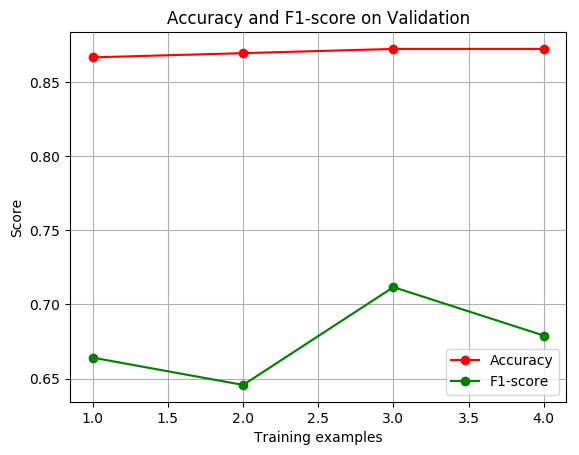 Accuracy and F1-score on Validation
0.85
0.80
0.75
0.70
0.65
Score
1.0 1.5 2.0 2.5 3.0 3.5 4.0
Training examples
Accuracy
F1-score